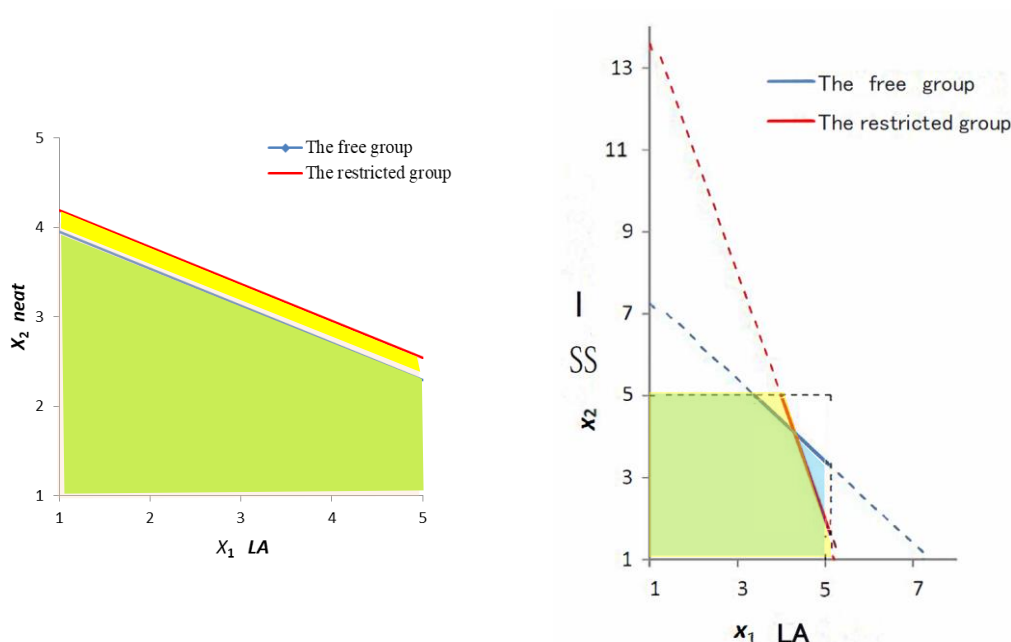 5
4
3
2
1
X2 neat
The free group
The restricted group
1 2 3 4 5
X1 LA
13
11
9
7
5
3
1
I
SS
x2
The free group
The restricted group
1 3 5 7
x1 LA